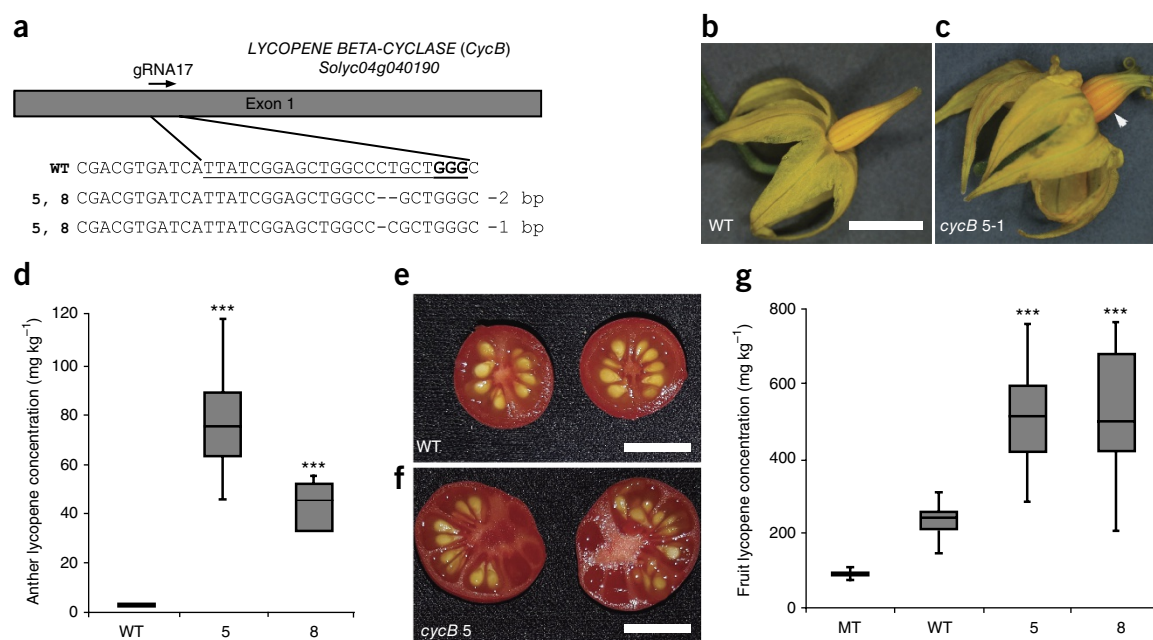 a
LYCOPENE BETA-CYCLASE (CycB)
Solyc04g040190
gRNA17
Exon 1
WT CGACGTGATCATTATCGGAGCTGGCCCTGCTGGGC
5, 8 CGACGTGATCATTATCGGAGCTGGCC--GCTGGGC -2 bp
5, 8 CGACGTGATCATTATCGGAGCTGGCC-CGCTGGGC -1 bp
b
WT
c
cycB 5-1
d
Anther lycopene concentration (mg kg⁻¹)
120
100
80
60
40
20
0
***
***
WT 5 8
e
WT
f
cycB 5
g
Fruit lycopene concentration (mg kg⁻¹)
800
600
400
200
0
*** ***
MT WT 5 8